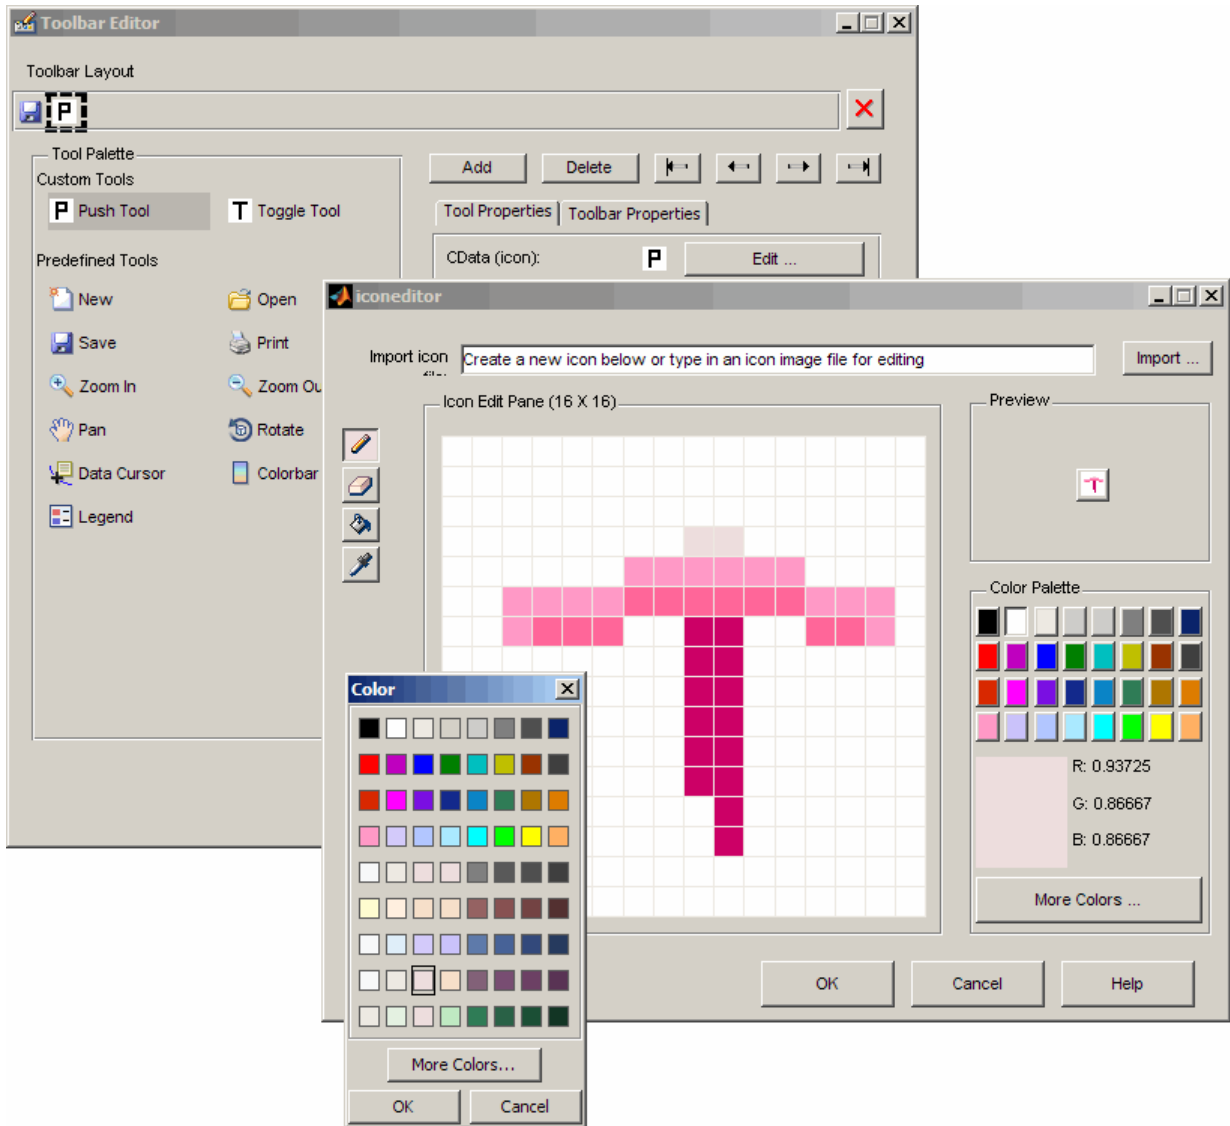 Toolbar Editor
Toolbar Layout
P
Tool Palette
Custom Tools
P Push Tool
T Toggle Tool
Predefined Tools
New
Open
Save
Print
Zoom In
Zoom Ou
Pan
Rotate
Data Cursor
Colorbar
Legend
Add
Delete
Tool Properties
Toolbar Properties
CData (icon):
P
Edit ...
iconeditor
Import icon
file:
Create a new icon below or type in an icon image file for editing
Import ...
Icon Edit Pane (16 X 16)
Preview
Color Palette
R: 0.93725
G: 0.86667
B: 0.86667
More Colors ...
OK
Cancel
Help
Color
More Colors...
OK
Cancel